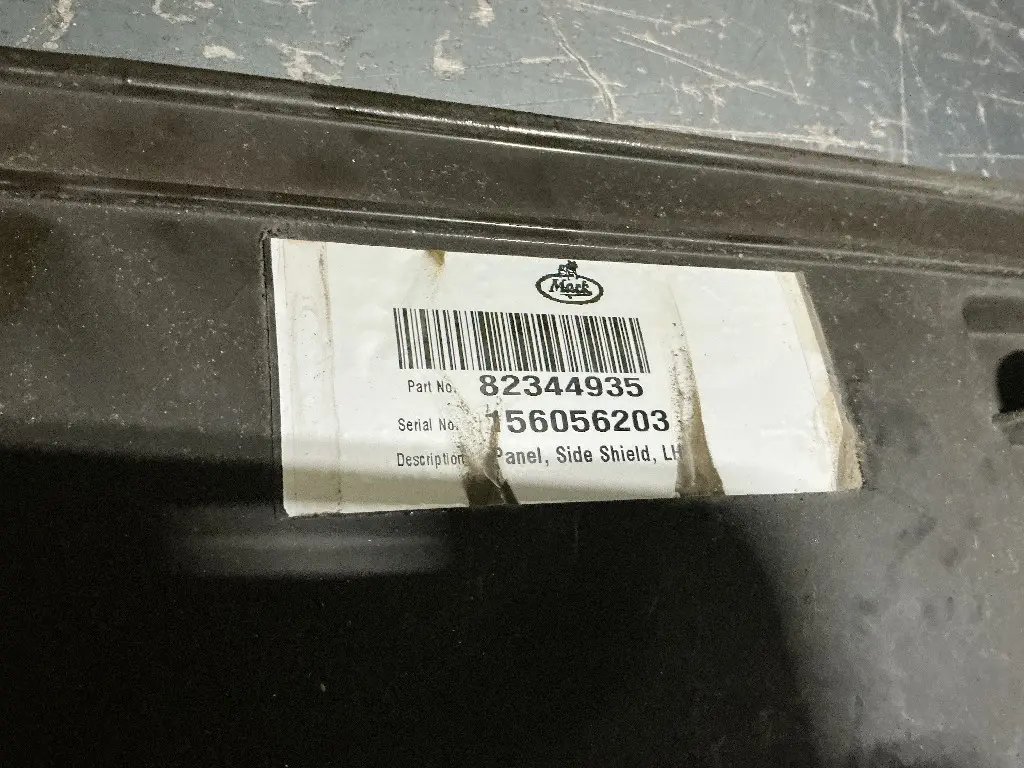 Mack
Part No. 82344935
Serial No. 156056203
Description Panel, Side Shield, LH